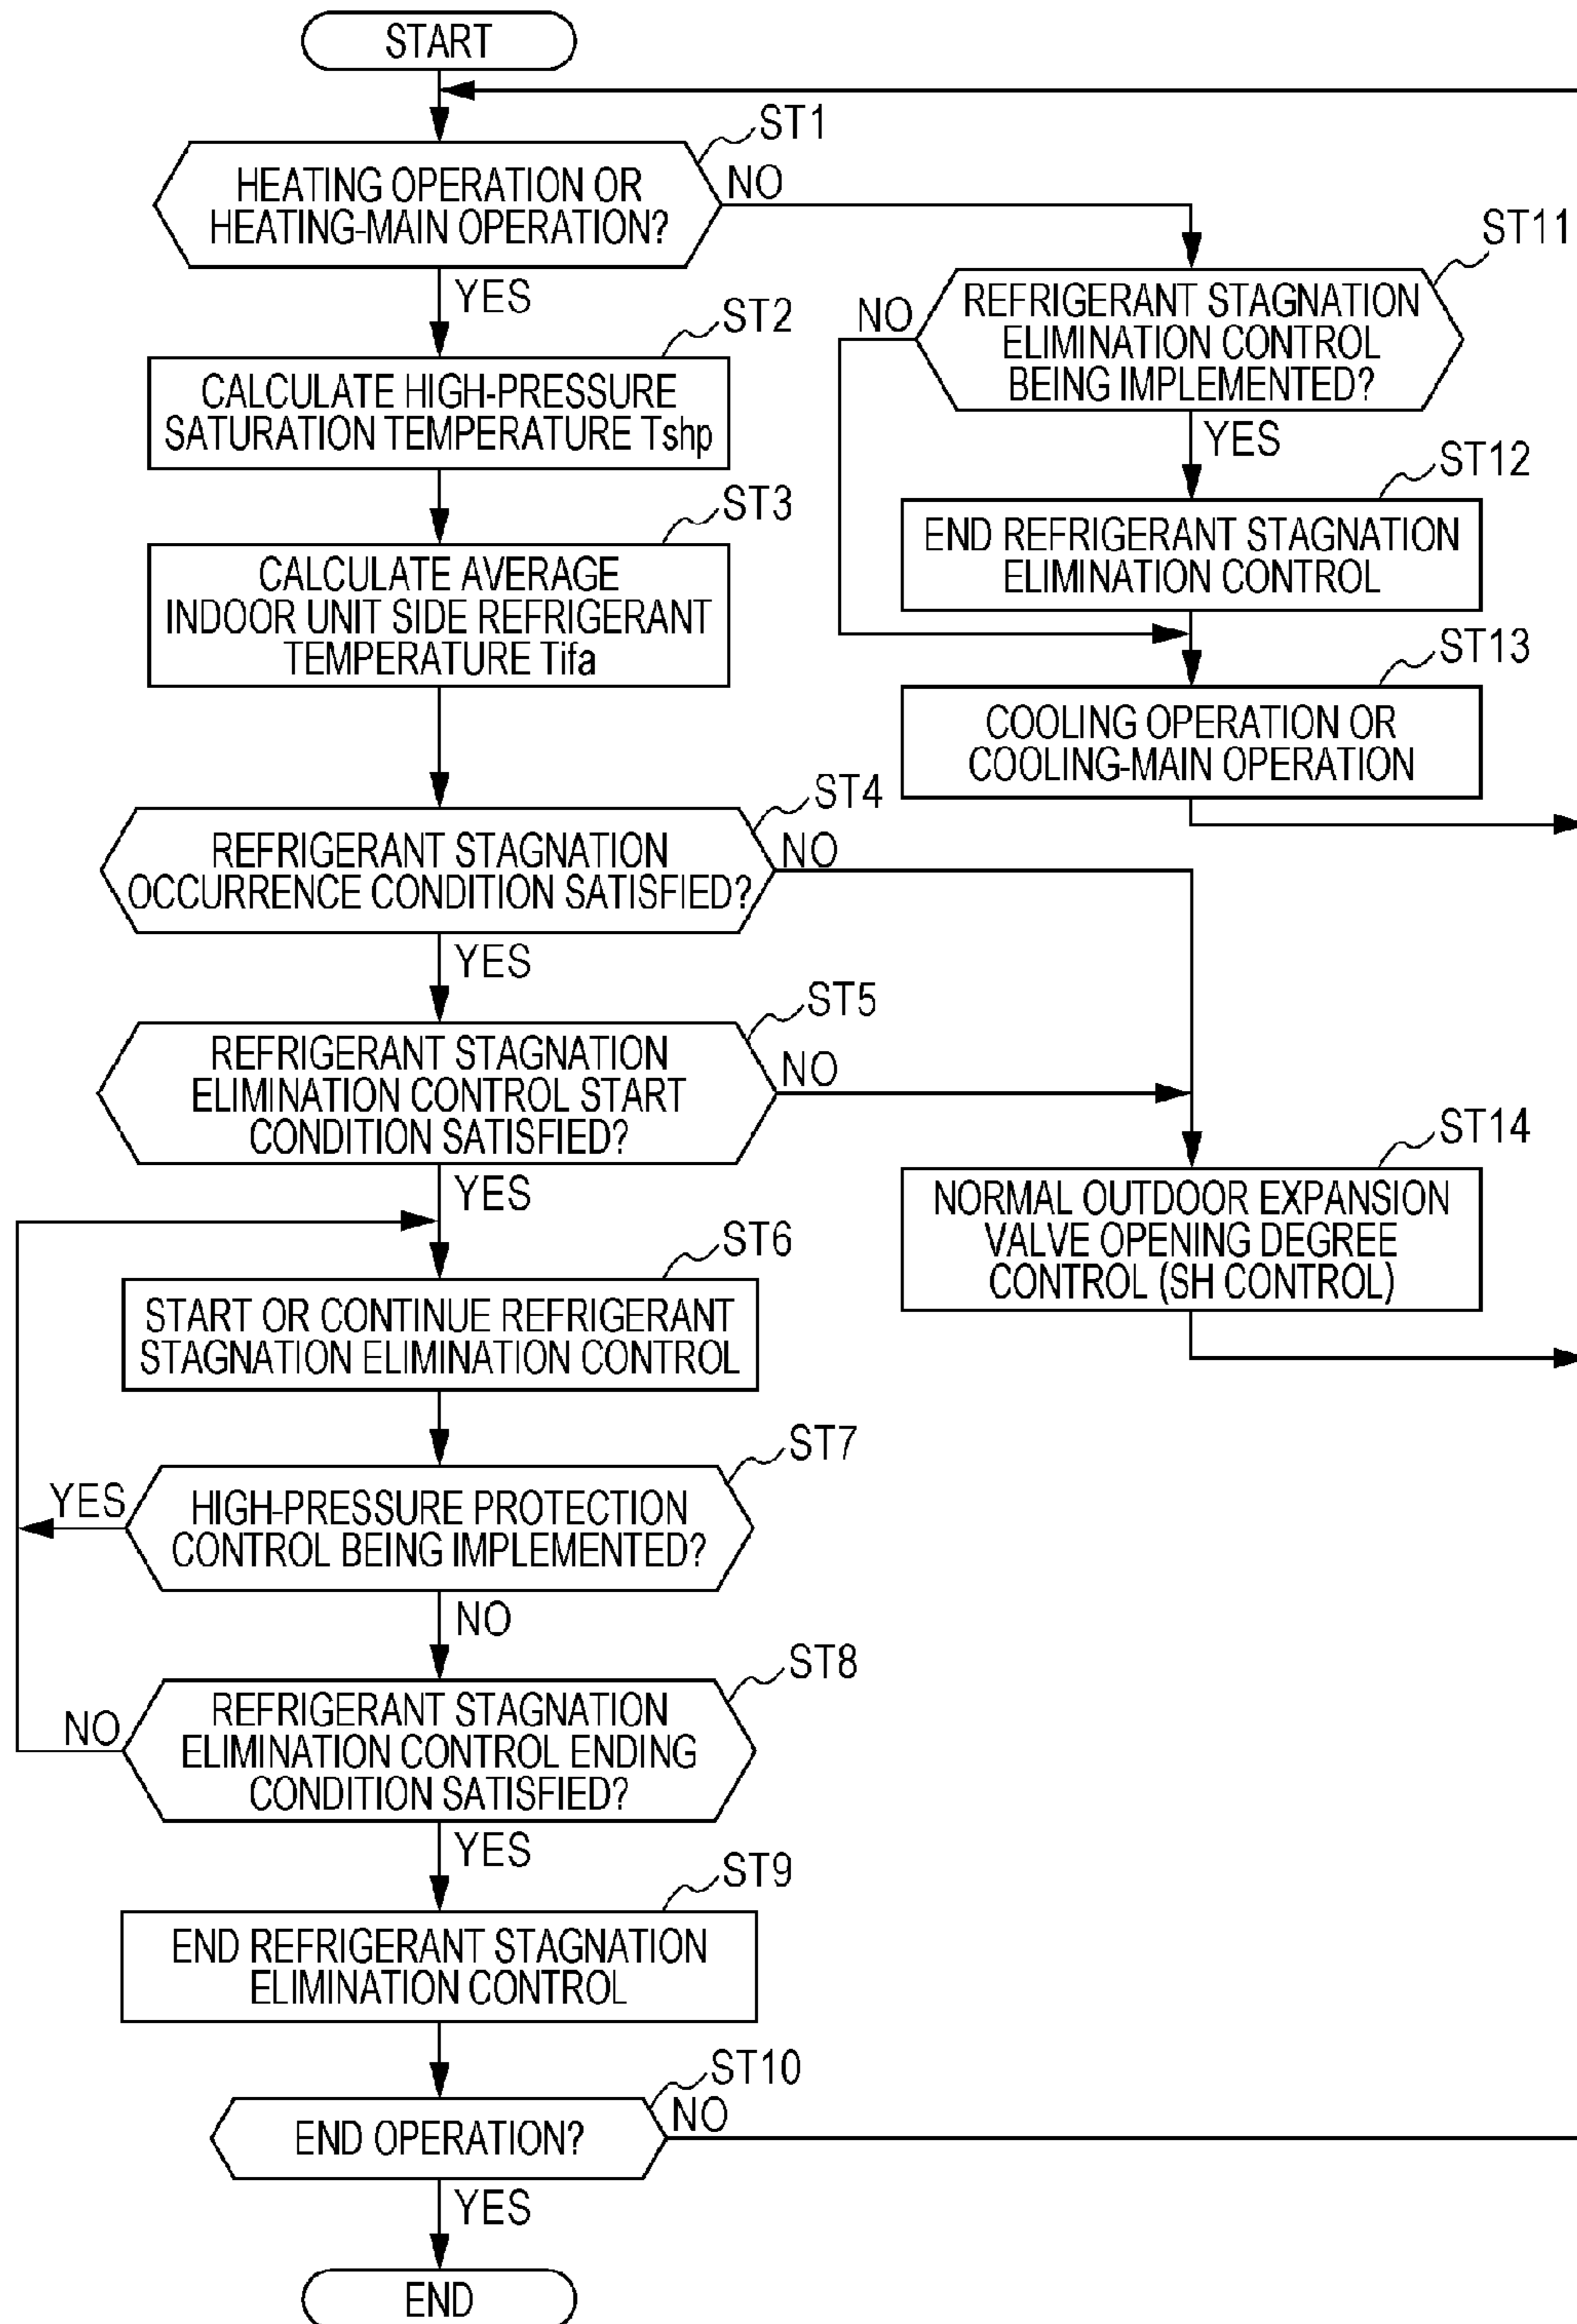 START
ST1
HEATING OPERATION OR
HEATING-MAIN OPERATION?
NO
YES
ST2
CALCULATE HIGH-PRESSURE
SATURATION TEMPERATURE Tshp
ST3
CALCULATE AVERAGE
INDOOR UNIT SIDE REFRIGERANT
TEMPERATURE Tifa
ST11
REFRIGERANT STAGNATION
ELIMINATION CONTROL
BEING IMPLEMENTED?
NO
YES
ST12
END REFRIGERANT STAGNATION
ELIMINATION CONTROL
ST13
COOLING OPERATION OR
COOLING-MAIN OPERATION
ST4
REFRIGERANT STAGNATION
OCCURRENCE CONDITION SATISFIED?
NO
YES
ST5
REFRIGERANT STAGNATION
ELIMINATION CONTROL START
CONDITION SATISFIED?
NO
YES
ST14
NORMAL OUTDOOR EXPANSION
VALVE OPENING DEGREE
CONTROL (SH CONTROL)
ST6
START OR CONTINUE REFRIGERANT
STAGNATION ELIMINATION CONTROL
ST7
HIGH-PRESSURE PROTECTION
CONTROL BEING IMPLEMENTED?
YES
NO
ST8
REFRIGERANT STAGNATION
ELIMINATION CONTROL ENDING
CONDITION SATISFIED?
NO
YES
ST9
END REFRIGERANT STAGNATION
ELIMINATION CONTROL
ST10
END OPERATION?
NO
YES
END